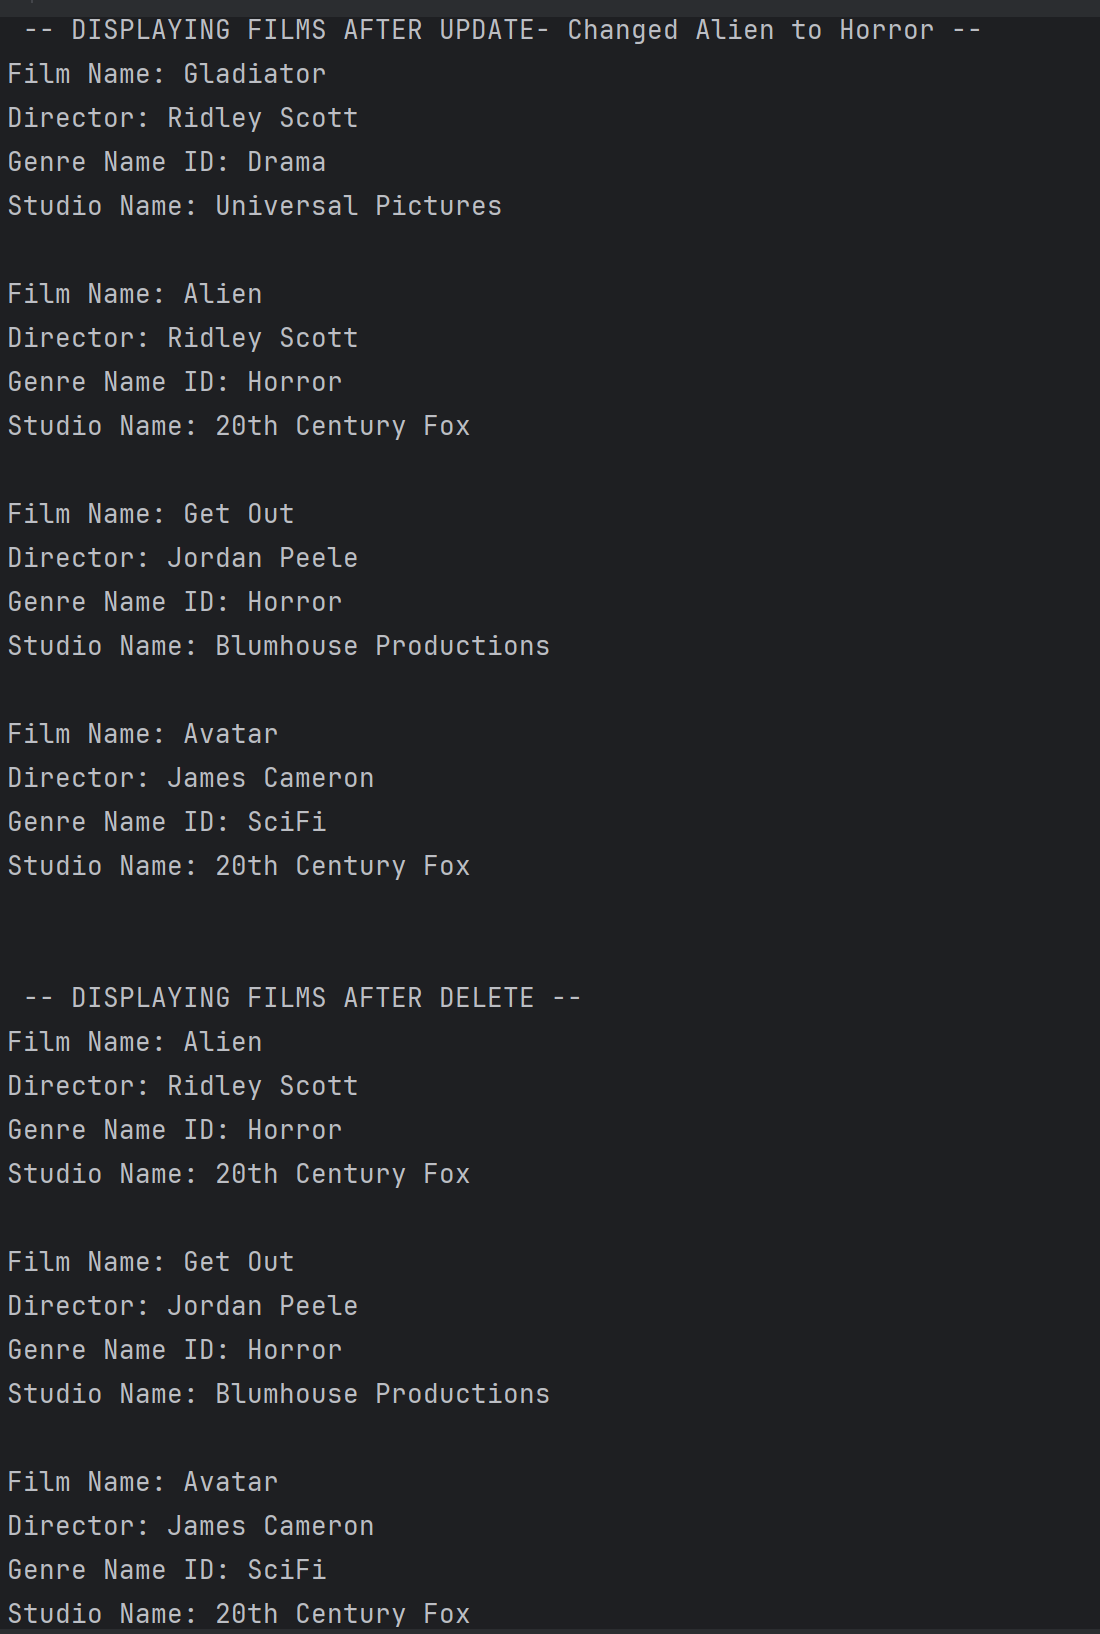 -- DISPLAYING FILMS AFTER UPDATE- Changed Alien to Horror --
Film Name: Gladiator
Director: Ridley Scott
Genre Name ID: Drama
Studio Name: Universal Pictures

Film Name: Alien
Director: Ridley Scott
Genre Name ID: Horror
Studio Name: 20th Century Fox

Film Name: Get Out
Director: Jordan Peele
Genre Name ID: Horror
Studio Name: Blumhouse Productions

Film Name: Avatar
Director: James Cameron
Genre Name ID: SciFi
Studio Name: 20th Century Fox

-- DISPLAYING FILMS AFTER DELETE --
Film Name: Alien
Director: Ridley Scott
Genre Name ID: Horror
Studio Name: 20th Century Fox

Film Name: Get Out
Director: Jordan Peele
Genre Name ID: Horror
Studio Name: Blumhouse Productions

Film Name: Avatar
Director: James Cameron
Genre Name ID: SciFi
Studio Name: 20th Century Fox